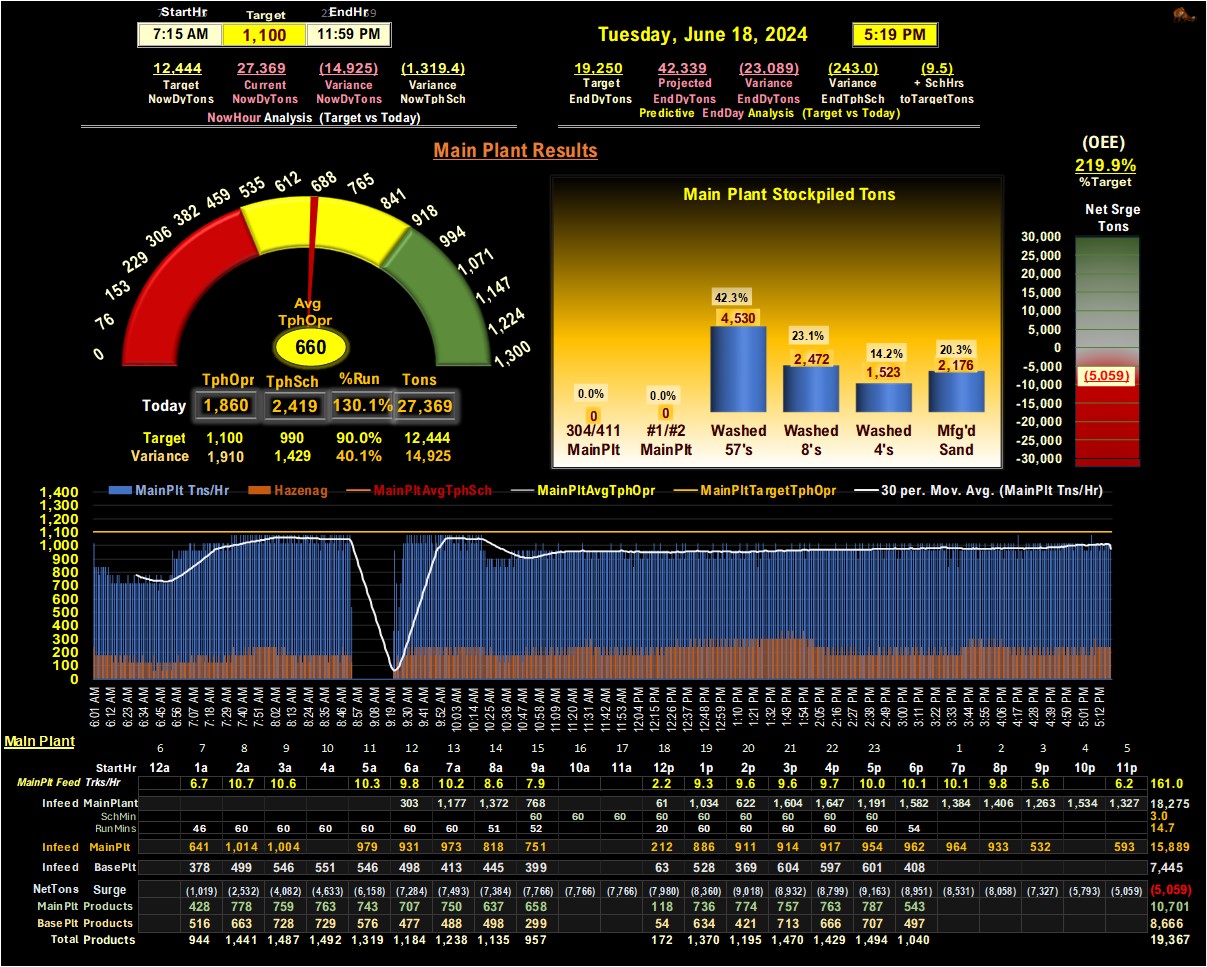 StartHr Target EndHr
7:15 AM 1,100 11:59 PM
Tuesday, June 18, 2024 5:19 PM
12,444 27,369 (14,925) (1,319.4)
Target Current Variance Variance
NowDyTons NowDyTons NowDyTons NowTphSch
NowHour Analysis (Target vs Today)
19,250 42,339 (23,089) (243.0) (9.5)
Target Projected Variance Variance + SchHrs
EndDyTons EndDyTons EndDyTons EndTphSch toTargetTons
Predictive EndDay Analysis (Target vs Today)
Main Plant Results
(OEE)
219.9%
%Target
Net Srge
Tons
30,000
25,000
20,000
15,000
10,000
5,000
0
-5,000
(5,059)
-10,000
-15,000
-20,000
-25,000
-30,000
0 76 153 229 306 382 459 535 612 688 765 841 918 994 1,071 1,147 1,224 1,300
Avg
TphOpr
660
TphOpr TphSch %Run Tons
Today 1,860 2,419 130.1% 27,369
Target 1,100 990 90.0% 12,444
Variance 1,910 1,429 40.1% 14,925
Main Plant Stockpiled Tons
0.0% 0.0% 42.3% 23.1% 14.2% 20.3%
0 0 4,530 2,472 1,523 2,176
304/411 #1/#2 Washed Washed Washed Mfg'd
MainPlt MainPlt 57's 8's 4's Sand
MainPlt Tns/Hr Hazenag MainPltAvgTphSch MainPltAvgTphOpr MainPltTargetTphOpr 30 per. Mov. Avg. (MainPlt Tns/Hr)
1,400
1,300
1,200
1,100
1,000
900
800
700
600
500
400
300
200
100
0
6:01 AM 6:12 AM 6:23 AM 6:34 AM 6:45 AM 6:56 AM 7:07 AM 7:18 AM 7:29 AM 7:40 AM 7:51 AM 8:02 AM 8:13 AM 8:24 AM 8:35 AM 8:46 AM 8:57 AM 9:08 AM 9:19 AM 9:30 AM 9:41 AM 9:52 AM 10:03 AM 10:14 AM 10:25 AM 10:36 AM 10:47 AM 10:58 AM 11:09 AM 11:20 AM 11:31 AM 11:42 AM 11:53 AM 12:04 PM 12:15 PM 12:26 PM 12:37 PM 12:48 PM 12:59 PM 1:10 PM 1:21 PM 1:32 PM 1:43 PM 1:54 PM 2:05 PM 2:16 PM 2:27 PM 2:38 PM 2:49 PM 3:00 PM 3:11 PM 3:22 PM 3:33 PM 3:44 PM 3:55 PM 4:06 PM 4:17 PM 4:28 PM 4:39 PM 4:50 PM 5:01 PM 5:12 PM
Main Plant
6 7 8 9 10 11 12 13 14 15 16 17 18 19 20 21 22 23 1 2 3 4 5
StartHr 12a 1a 2a 3a 4a 5a 6a 7a 8a 9a 10a 11a 12p 1p 2p 3p 4p 5p 6p 7p 8p 9p 10p 11p
MainPlt Feed Trks/Hr 6.7 10.7 10.6 10.3 9.8 10.2 8.6 7.9 2.2 9.3 9.6 9.6 9.7 10.0 10.1 10.1 9.8 5.6 6.2 161.0
Infeed MainPlant 303 1,177 1,372 768 61 1,034 622 1,604 1,647 1,191 1,582 1,384 1,406 1,263 1,534 1,327 18,275
SchMin 60 60 60 60 60 60 60 60 60 3.0
RunMins 46 60 60 60 60 60 60 51 52 20 60 60 60 60 60 54 14.7
Infeed MainPlt 641 1,014 1,004 979 931 973 818 751 212 886 911 914 917 954 962 964 933 532 593 15,889
Infeed BasePlt 378 499 546 551 546 498 413 445 399 63 528 369 604 597 601 408 7,445
NetTons Surge (1,019) (2,532) (4,082) (4,633) (6,158) (7,284) (7,493) (7,384) (7,766) (7,766) (7,766) (7,980) (8,360) (9,018) (8,932) (8,799) (9,163) (8,951) (8,531) (8,058) (7,327) (5,793) (5,059) (5,059)
MainPlt Products 428 778 759 763 743 707 750 637 658 118 736 774 757 763 787 543 10,701
BasePlt Products 516 663 728 729 576 477 488 498 299 54 634 421 713 666 707 497 8,666
Total Products 944 1,441 1,487 1,492 1,319 1,184 1,238 1,135 957 172 1,370 1,195 1,470 1,429 1,494 1,040 19,367